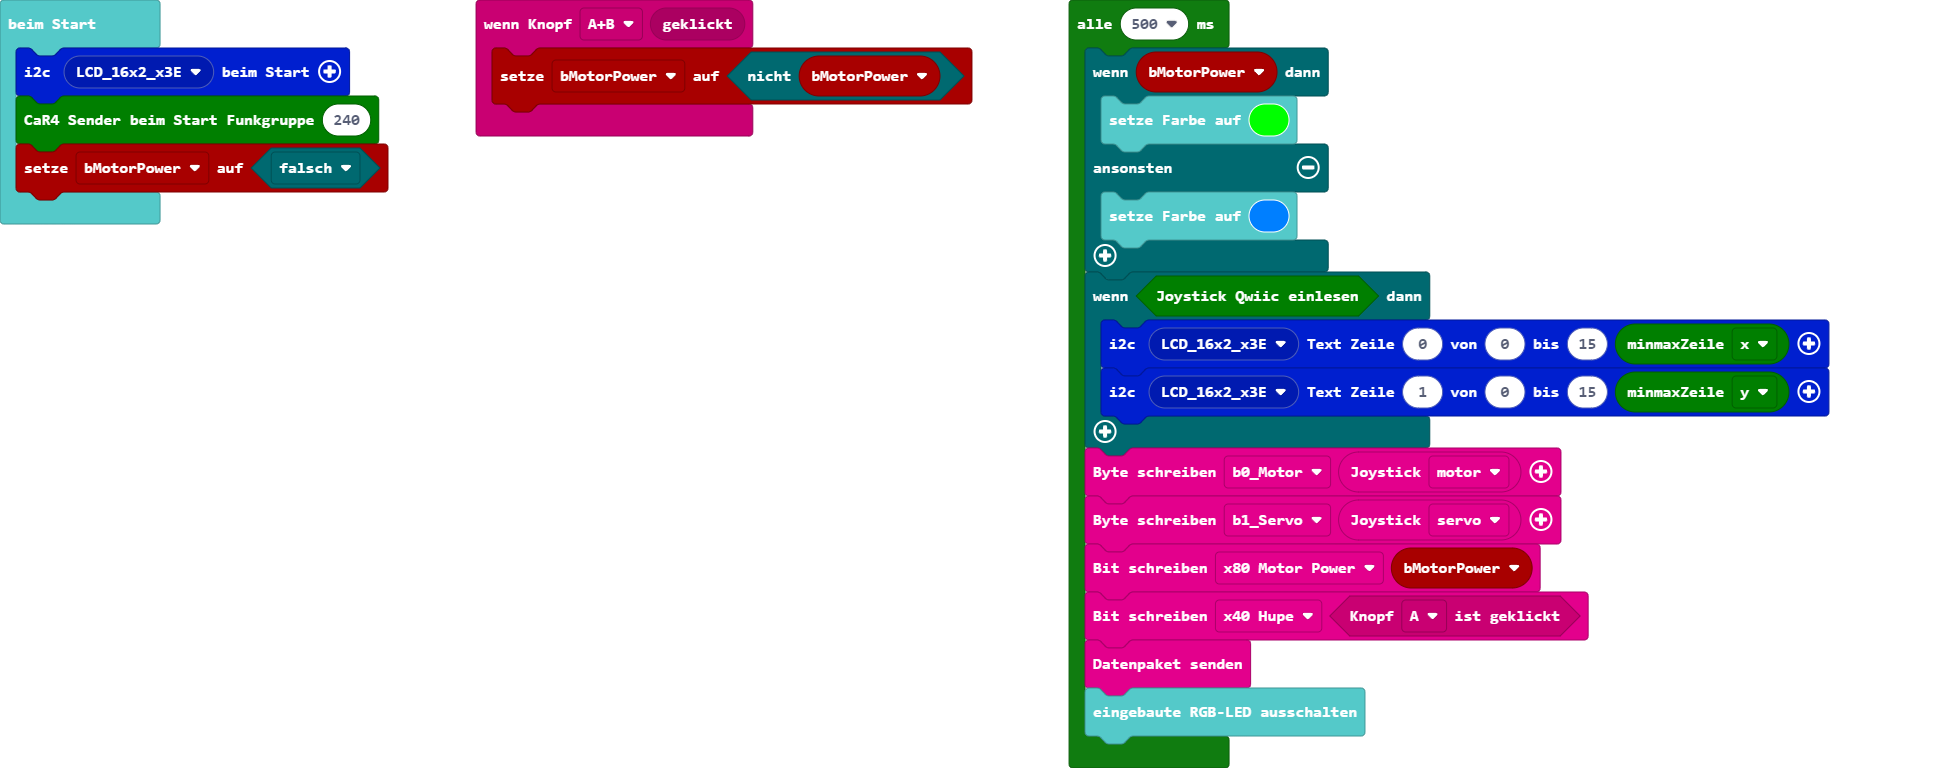 beim Start
i2c LCD_16x2_x3E beim Start
CaR4 Sender beim Start Funkgruppe 240
setze bMotorPower auf falsch
wenn Knopf A+B geklickt
setze bMotorPower auf nicht bMotorPower
alle 500 ms
wenn bMotorPower dann
setze Farbe auf
ansonsten
setze Farbe auf
wenn Joystick Qwiic einlesen dann
i2c LCD_16x2_x3E Text Zeile 0 von 0 bis 15 minmaxZeile x
i2c LCD_16x2_x3E Text Zeile 1 von 0 bis 15 minmaxZeile y
Byte schreiben b0_Motor Joystick motor
Byte schreiben b1_Servo Joystick servo
Bit schreiben x80 Motor Power bMotorPower
Bit schreiben x40 Hupe Knopf A ist geklickt
Datenpaket senden
eingebaute RGB-LED ausschalten